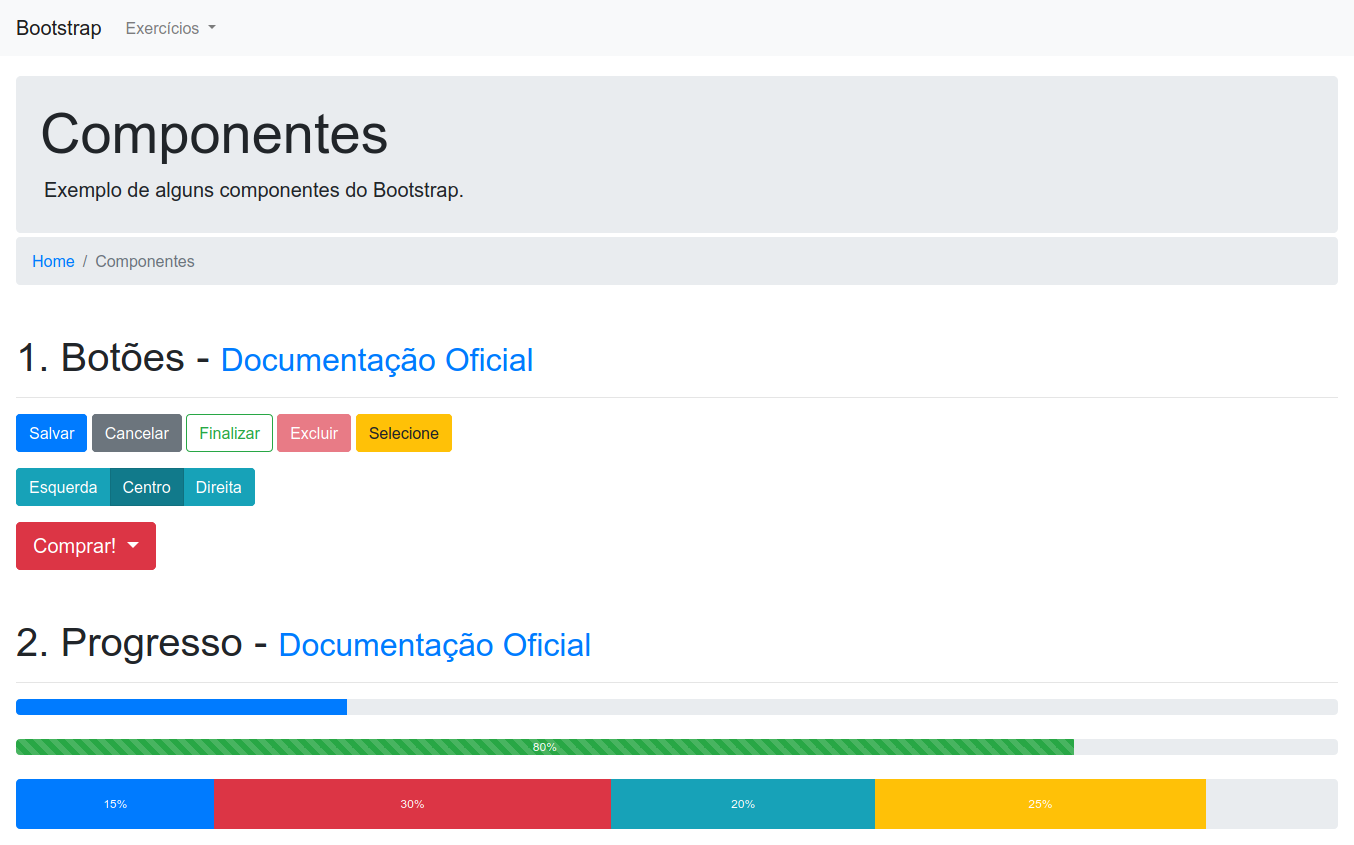 Bootstrap Exercícios
Componentes
Exemplo de alguns componentes do Bootstrap.
Home / Componentes
1. Botões - Documentação Oficial
Salvar Cancelar Finalizar Excluir Selecione
Esquerda Centro Direita
Comprar!
2. Progresso - Documentação Oficial
80%
15% 30% 20% 25%